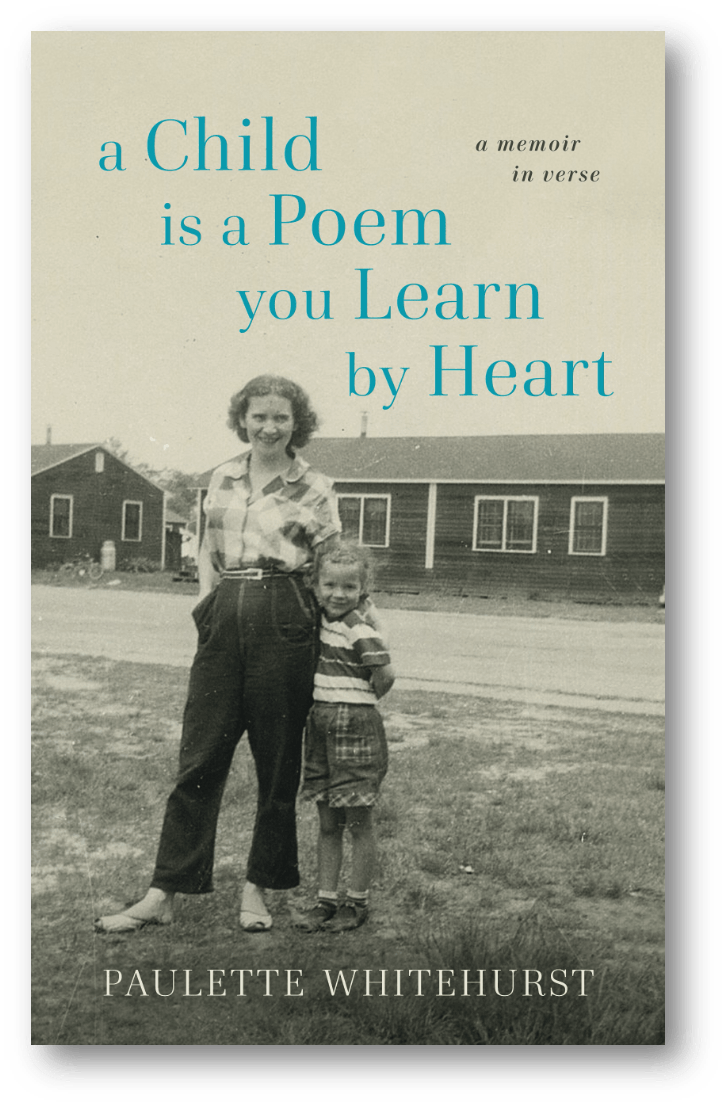 a Child
is a Poem
you Learn
by Heart
a memoir
in verse
PAULETTE WHITEHURST